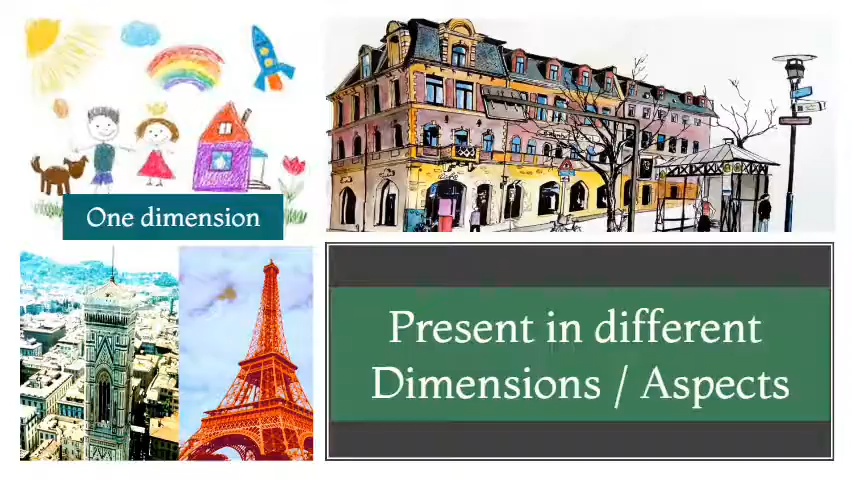 One dimension
Present in different
Dimensions / Aspects